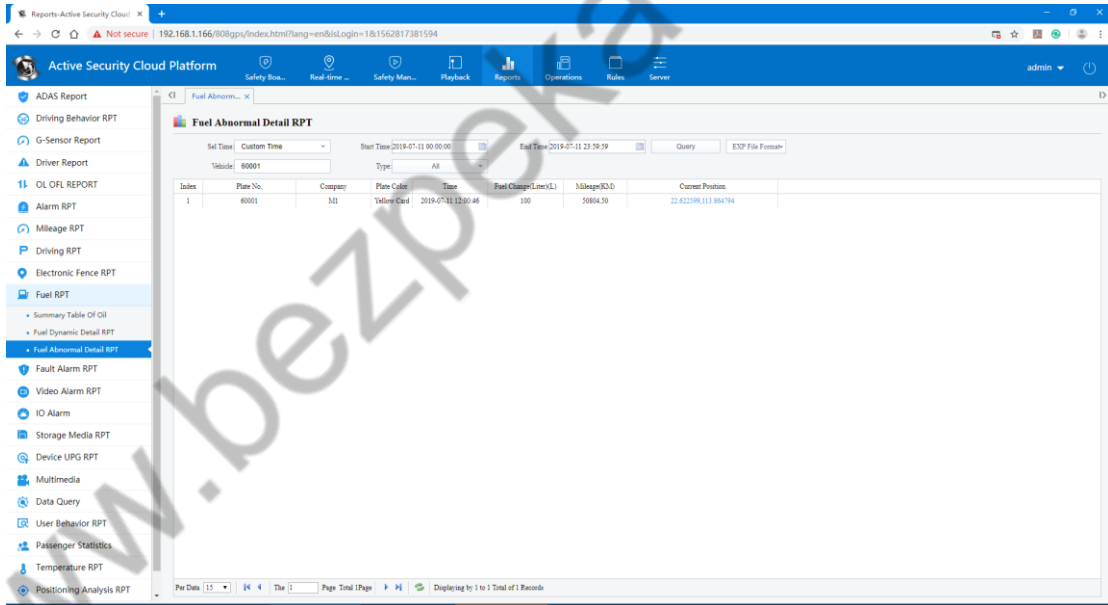 Reports-Active Security Cloud
Not secure | 192.168.1.166/808gps/index.html?lang=en&isLogin=1&1562817381594
Active Security Cloud Platform
Safety Boa...
Real-time ...
Safety Man...
Playback
Reports
Operations
Rules
Server
admin
ADAS Report
Driving Behavior RPT
G-Sensor Report
Driver Report
OL OFL REPORT
Alarm RPT
Mileage RPT
Driving RPT
Electronic Fence RPT
Fuel RPT
Summary Table Of Oil
Fuel Dynamic Detail RPT
Fuel Abnormal Detail RPT
Fault Alarm RPT
Video Alarm RPT
IO Alarm
Storage Media RPT
Device UPG RPT
Multimedia
Data Query
User Behavior RPT
Passenger Statistics
Temperature RPT
Positioning Analysis RPT
Fuel Abnorm...
Fuel Abnormal Detail RPT
Sel Time: Custom Time Start Time: 2019-07-11 00:00:00 End Time: 2019-07-11 23:59:59 Query EXP File Format
Vehicle: 60001 Type: All
Index Plate No. Company Plate Color Time Fuel Change(Liter)(L) Mileage(KM) Current Position
1 60001 M1 Yellow Card 2019-07-11 12:00:46 100 50804.50 22.622599,113.864794
Per Data 15 The 1 Page Total 1Page Displaying by 1 to 1 Total of 1 Records
www.bezpeka